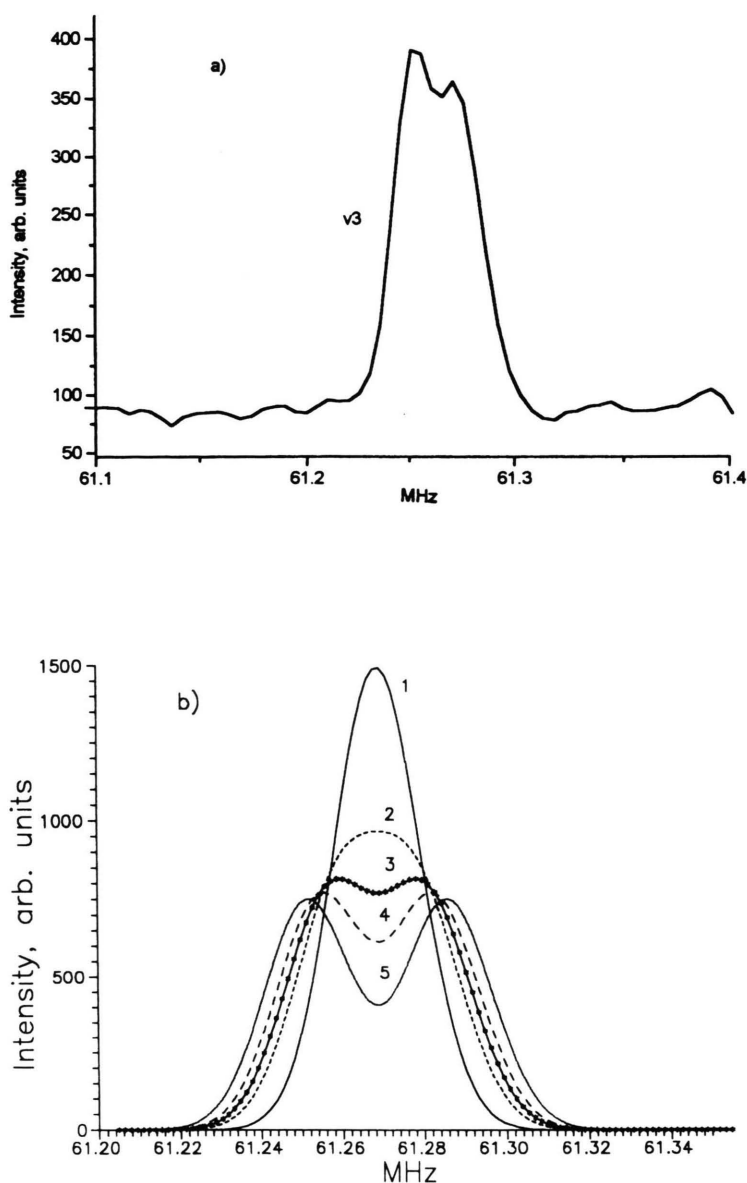 a)
Intensity, arb. units
400
350
300
250
200
150
100
50
v3
61.1 61.2 61.3 61.4
MHz
b)
Intensity, arb. units
1500
1000
500
0
1
2
3
4
5
61.20 61.22 61.24 61.26 61.28 61.30 61.32 61.34
MHz